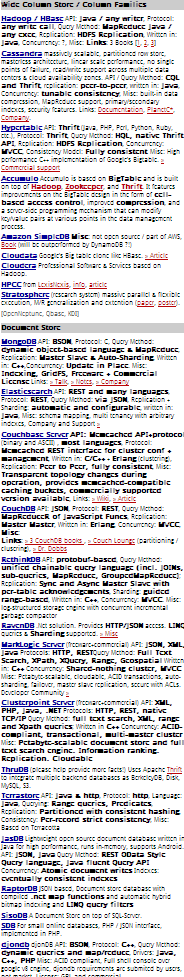 Wide Column Store / Column Families
Hadoop / HBase API: Java / any writer, Protocol:
any write call, Query Method: MapReduce Java /
any exec, Replication: HDFS Replication, Written in:
Java, Concurrency: ?, Misc: Links: 3 Books [1, 2, 3]
Cassandra massively scalable, partitioned row store,
masterless architecture, linear scale performance, no single
points of failure, read/write support across multiple data
centers & cloud availability zones. API / Query Method: CQL
and Thrift, replication: peer-to-peer, written in: Java,
Concurrency: tunable consistency, Misc: built-in data
compression, MapReduce support, primary/secondary
indexes, security features. Links: Documentation, PlanetC*,
Company.
Hypertable API: Thrift (Java, PHP, Perl, Python, Ruby,
etc.), Protocol: Thrift, Query Method: HQL, native Thrift
API, Replication: HDFS Replication, Concurrency:
MVCC, Consistency Model: Fully consistent Misc: High
performance C++ implementation of Google's Bigtable. »
Commercial support
Accumulo Accumulo is based on BigTable and is built
on top of Hadoop, Zookeeper, and Thrift. It features
improvements on the BigTable design in the form of cell-
based access control, improved compression, and
a server-side programming mechanism that can modify
key/value pairs at various points in the data management
process.
Amazon SimpleDB Misc: not open source / part of AWS,
Book (will be outperformed by DynamoDB ?!)
Cloudata Google's Big table clone like HBase. » Article
Cloudera Professional Software & Services based on
Hadoop.
HPCC from LexisNexis, info, article
Stratosphere (research system) massive parallel & flexible
execution, M/R generalization and extention (paper, poster).
[OpenNeptune, Qbase, KDI]
Document Store
MongoDB API: BSON, Protocol: C, Query Method:
dynamic object-based language & MapReduce,
Replication: Master Slave & Auto-Sharding, Written
in: C++, Concurrency: Update in Place. Misc:
Indexing, GridFS, Freeware + Commercial
License Links: » Talk, » Notes, » Company
Elasticsearch API: REST and many languages,
Protocol: REST, Query Method: via JSON, Replication +
Sharding: automatic and configurable, written in:
Java, Misc: schema mapping, multi tenancy with arbitrary
indexes, Company and Support »
Couchbase Server API: Memcached API+protocol
(binary and ASCII) , most languages, Protocol:
Memcached REST interface for cluster conf +
management, Written in: C/C++ + Erlang (clustering),
Replication: Peer to Peer, fully consistent, Misc:
Transparent topology changes during
operation, provides memcached-compatible
caching buckets, commercially supported
version available, Links: » Wiki, » Article
CouchDB API: JSON, Protocol: REST, Query Method:
MapReduceR of JavaScript Funcs, Replication:
Master Master, Written in: Erlang, Concurrency: MVCC,
Misc:
Links: » 3 CouchDB books , » Couch Lounge (partitioning /
clusering), » Dr. Dobbs
RethinkDB API: protobuf-based, Query Method:
unified chainable query language (incl. JOINs,
sub-queries, MapReduce, GroupedMapReduce);
Replication: Sync and Async Master Slave with
per-table acknowledgements, Sharding: guided
range-based, Written in: C++, Concurrency: MVCC. Misc:
log-structured storage engine with concurrent incremental
garbage compactor
RavenDB .Net solution. Provides HTTP/JSON access. LINQ
queries & Sharding supported. » Misc
MarkLogic Server (freeware+commercial) API: JSON, XML,
Java Protocols: HTTP, REST Query Method: Full Text
Search, XPath, XQuery, Range, Geospatial Written
in: C++ Concurrency: Shared-nothing cluster, MVCC
Misc: Petabyte-scalable, cloudable, ACID transactions, auto-
sharding, failover, master slave replication, secure with ACLs.
Developer Community »
Clusterpoint Server (freeware+commercial) API: XML,
PHP, Java, .NET Protocols: HTTP, REST, native
TCP/IP Query Method: full text search, XML, range
and Xpath queries Written in: C++ Concurrency: ACID-
compliant, transactional, multi-master cluster
Misc: Petabyte-scalable document store and full
text search engine. Information ranking.
Replication. Cloudable.
ThruDB (please help provide more facts!) Uses Apache Thrift
to integrate multiple backend databases as BerkeleyDB, Disk,
MySQL, S3.
Terrastore API: Java & http, Protocol: http, Language:
Java, Querying: Range queries, Predicates,
Replication: Partitioned with consistent hashing,
Consistency: Per-record strict consistency, Misc:
Based on Terracotta
JasDB Lightweight open source document database written in
Java for high performance, runs in-memory, supports Android.
API: JSON, Java Query Method: REST OData Style
Query language, Java fluent Query API
Concurrency: Atomic document writes Indexes:
eventually consistent indexes
RaptorDB JSON based, Document store database with
compiled .net map functions and automatic hybrid
bitmap indexing and LINQ query filters
SisoDB A Document Store on top of SQL-Server.
SDB For small online databases, PHP / JSON interface,
implemented in PHP.
djondb djonDB API: BSON, Protocol: C++, Query Method:
dynamic queries and map/reduce, Drivers: Java,
C++, PHP Misc: ACID compliant, Full shell console over
google v8 engine, djondb requirements are submited by users,